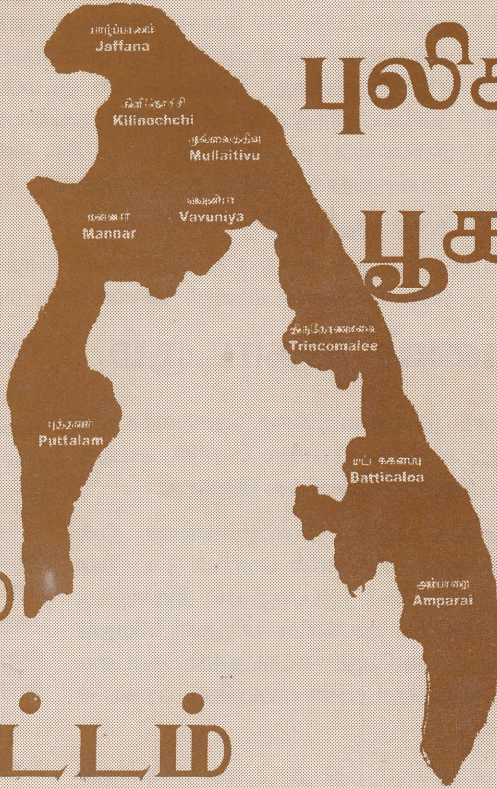 யாழ்ப்பாணம்
Jaffana
புலிக
கிளிநொச்சி
Kilinochchi
முல்லைத்தீவு
Mullaitivu
வவுனியா
Vavuniya
மன்னார்
Mannar
பூக
திருகோணமலை
Trincomalee
புத்தளம்
Puttalam
மட்டக்களப்பு
Batticaloa
அம்பாறை
Amparai
ட்டம்